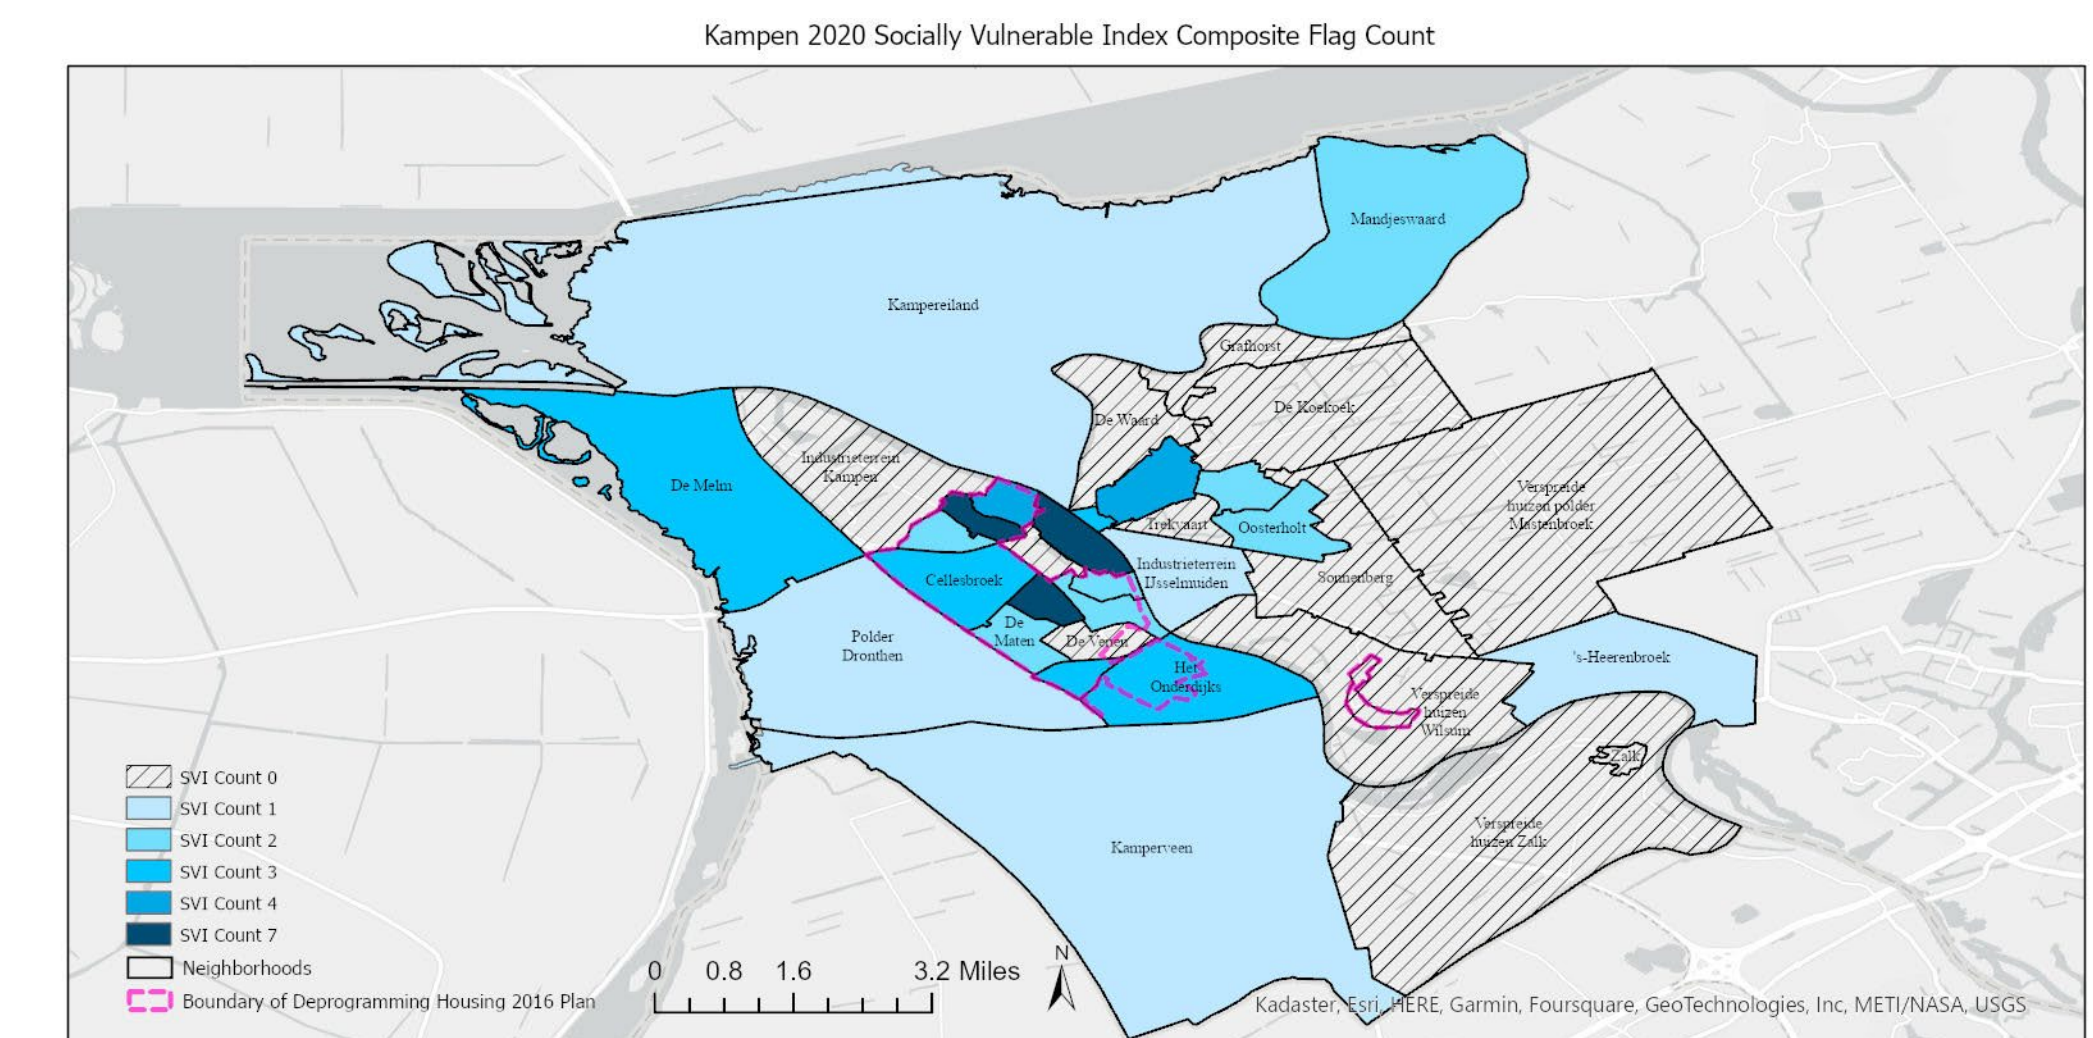 Kampen 2020 Socially Vulnerable Index Composite Flag Count
Mandjeswaard
Kampereiland
Grafhorst
De Koekoek
De Waard
Industrieterrein
Kampen
De Melm
Verspreide
huizen polder
Mastenbroek
Trekvaart
Oosterholt
Industrieterrein
IJsselmuiden
Sonnenberg
Cellesbroek
De
Maten
De Venen
Polder
Dronthen
's-Heerenbroek
Het
Onderdijks
Verspreide
huizen
Wilsum
Zalk
Verspreide
huizen Zalk
Kamperveen
SVI Count 0
SVI Count 1
SVI Count 2
SVI Count 3
SVI Count 4
SVI Count 7
Neighborhoods
Boundary of Deprogramming Housing 2016 Plan
0 0.8 1.6 3.2 Miles
N
Kadaster, Esri, HERE, Garmin, Foursquare, GeoTechnologies, Inc, METI/NASA, USGS